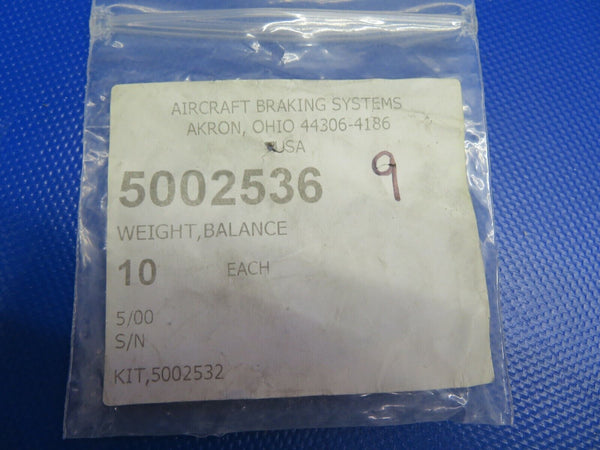 AIRCRAFT BRAKING SYSTEMS
AKRON, OHIO 44306-4186
USA
5002536 9
WEIGHT,BALANCE
10 EACH
5/00
S/N
KIT,5002532